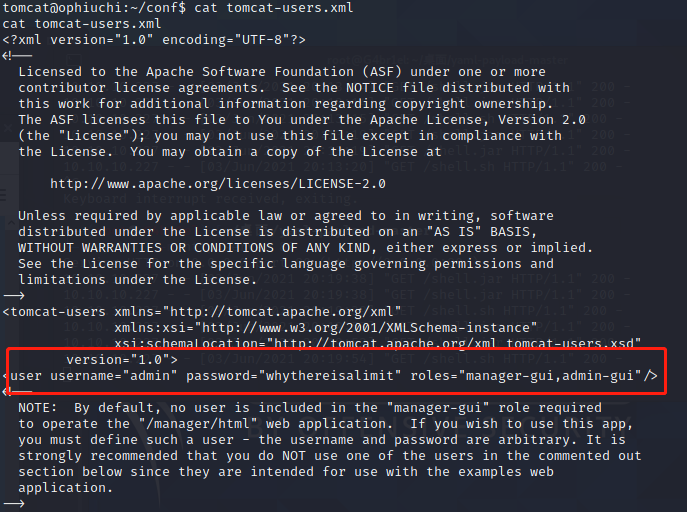 tomcat@ophiuchi:~/conf$ cat tomcat-users.xml
cat tomcat-users.xml
<?xml version="1.0" encoding="UTF-8"?>
<!--
Licensed to the Apache Software Foundation (ASF) under one or more
contributor license agreements.  See the NOTICE file distributed with
this work for additional information regarding copyright ownership.
The ASF licenses this file to You under the Apache License, Version 2.0
(the "License"); you may not use this file except in compliance with
the License.  You may obtain a copy of the License at
http://www.apache.org/licenses/LICENSE-2.0
Unless required by applicable law or agreed to in writing, software
distributed under the License is distributed on an "AS IS" BASIS,
WITHOUT WARRANTIES OR CONDITIONS OF ANY KIND, either express or implied.
See the License for the specific language governing permissions and
limitations under the License.
-->
<tomcat-users xmlns="http://tomcat.apache.org/xml"
xmlns:xsi="http://www.w3.org/2001/XMLSchema-instance"
xsi:schemaLocation="http://tomcat.apache.org/xml tomcat-users.xsd"
version="1.0">
<user username="admin" password="whythereisalimit" roles="manager-gui,admin-gui"/>
<!--
NOTE:  By default, no user is included in the "manager-gui" role required
to operate the "/manager/html" web application.  If you wish to use this app,
you must define such a user - the username and password are arbitrary. It is
strongly recommended that you do NOT use one of the users in the commented out
section below since they are intended for use with the examples web
application.
-->